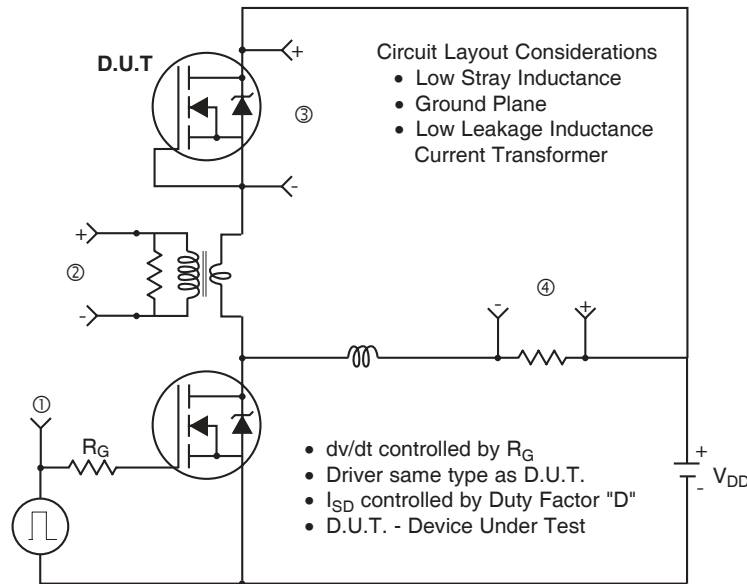 D.U.T
+
③
-
Circuit Layout Considerations
• Low Stray Inductance
• Ground Plane
• Low Leakage Inductance
Current Transformer
+
②
-
④
- +
①
R_G
• dv/dt controlled by R_G
• Driver same type as D.U.T.
• I_SD controlled by Duty Factor "D"
• D.U.T. - Device Under Test
+
V_DD
-